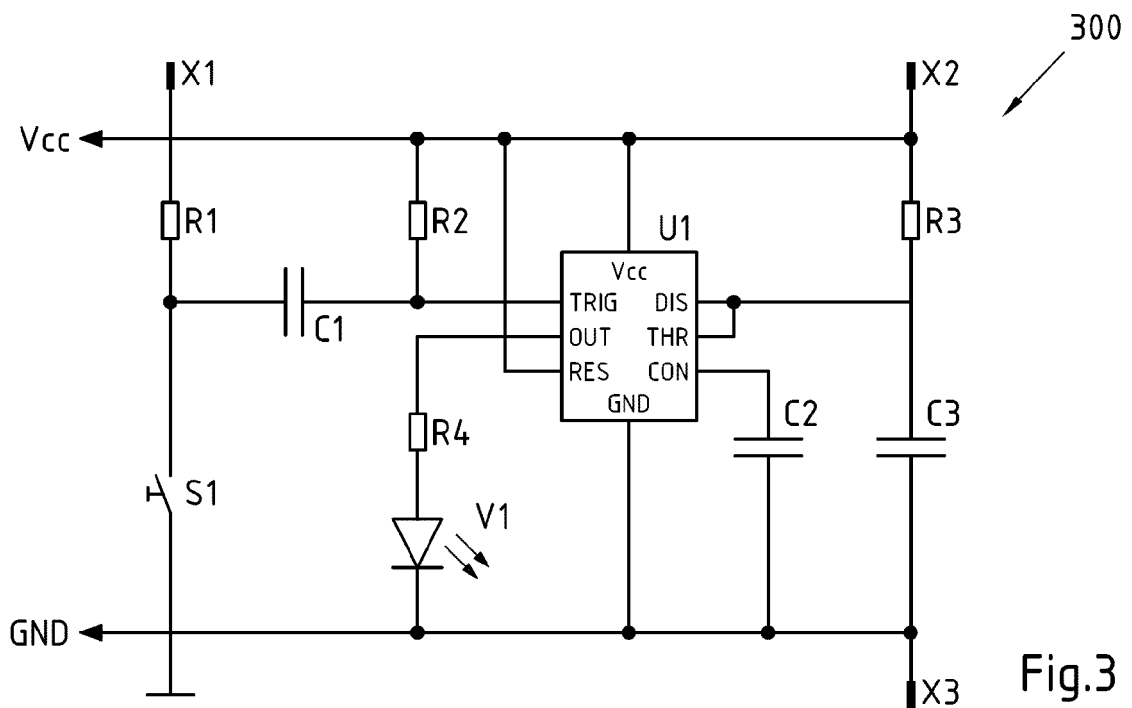 300
X1
X2
Vcc
R1
R2
U1
R3
Vcc
TRIG
DIS
C1
OUT
THR
RES
CON
GND
C2
C3
R4
S1
V1
GND
X3
Fig.3